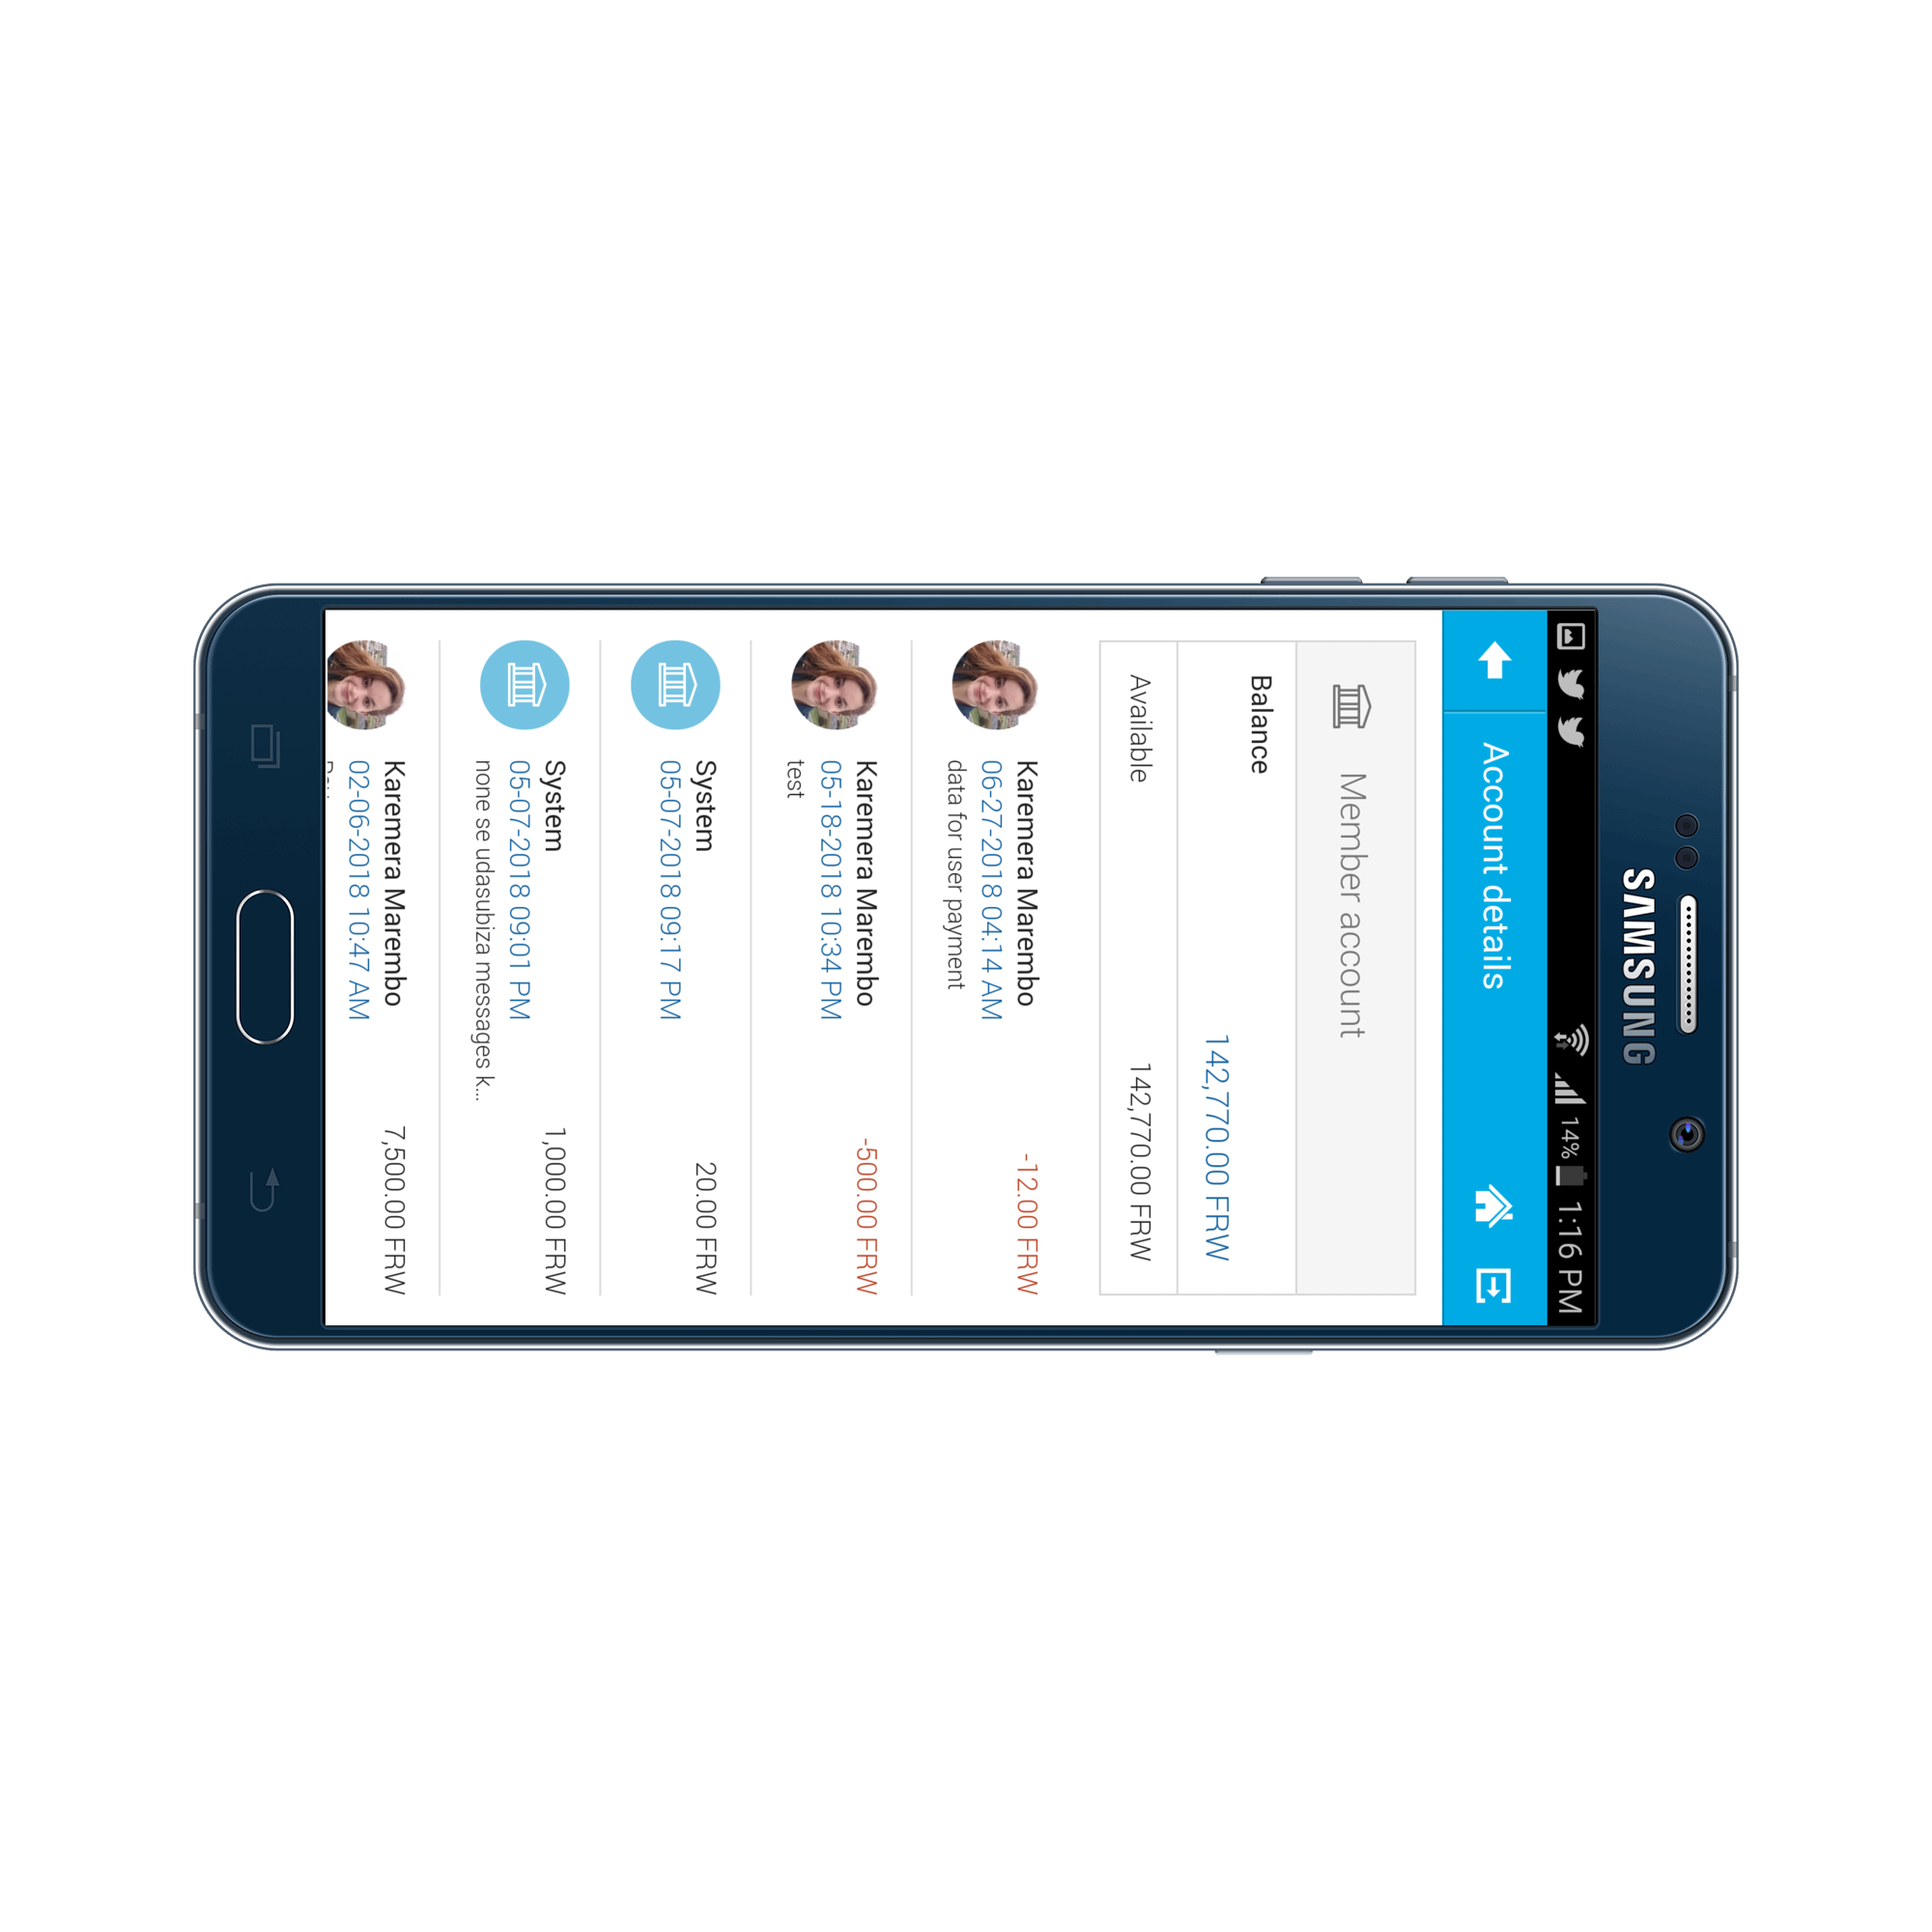 SAMSUNG
14% 1:16 PM
Account details
Member account
Balance
142,770.00 FRW
Available 142,770.00 FRW
Karemera Marembo -12.00 FRW
06-27-2018 04:14 AM
data for user payment
Karemera Marembo -500.00 FRW
05-18-2018 10:34 PM
test
System 20.00 FRW
05-07-2018 09:17 PM
System 1,000.00 FRW
05-07-2018 09:01 PM
none se udasubiza messages k...
Karemera Marembo 7,500.00 FRW
02-06-2018 10:47 AM